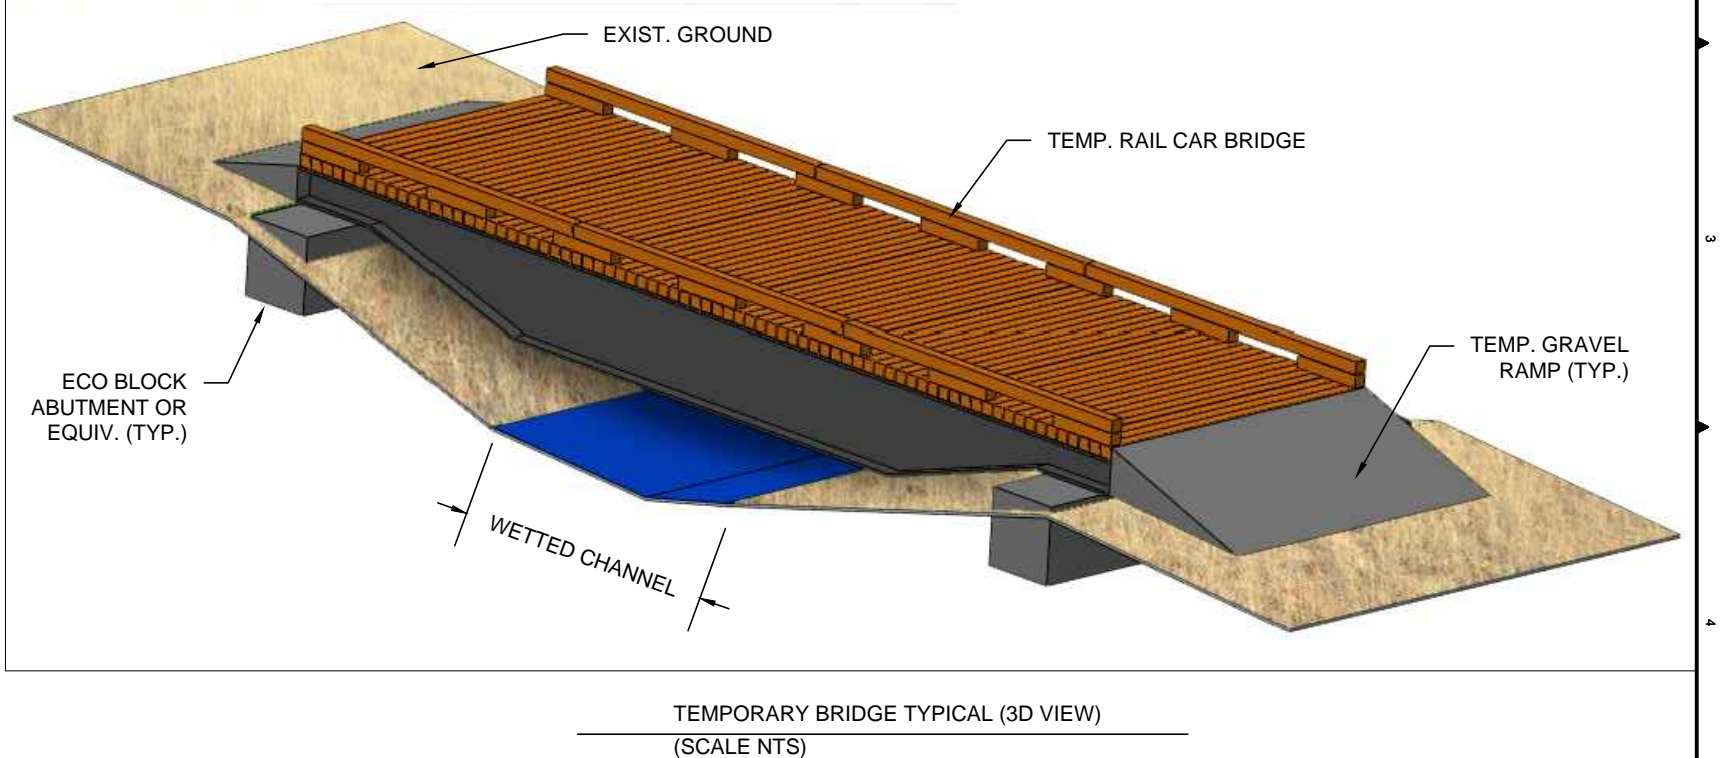 EXIST. GROUND
TEMP. RAIL CAR BRIDGE
3
TEMP. GRAVEL
RAMP (TYP.)
ECO BLOCK
ABUTMENT OR
EQUIV. (TYP.)
WETTED CHANNEL
4
TEMPORARY BRIDGE TYPICAL (3D VIEW)
(SCALE NTS)